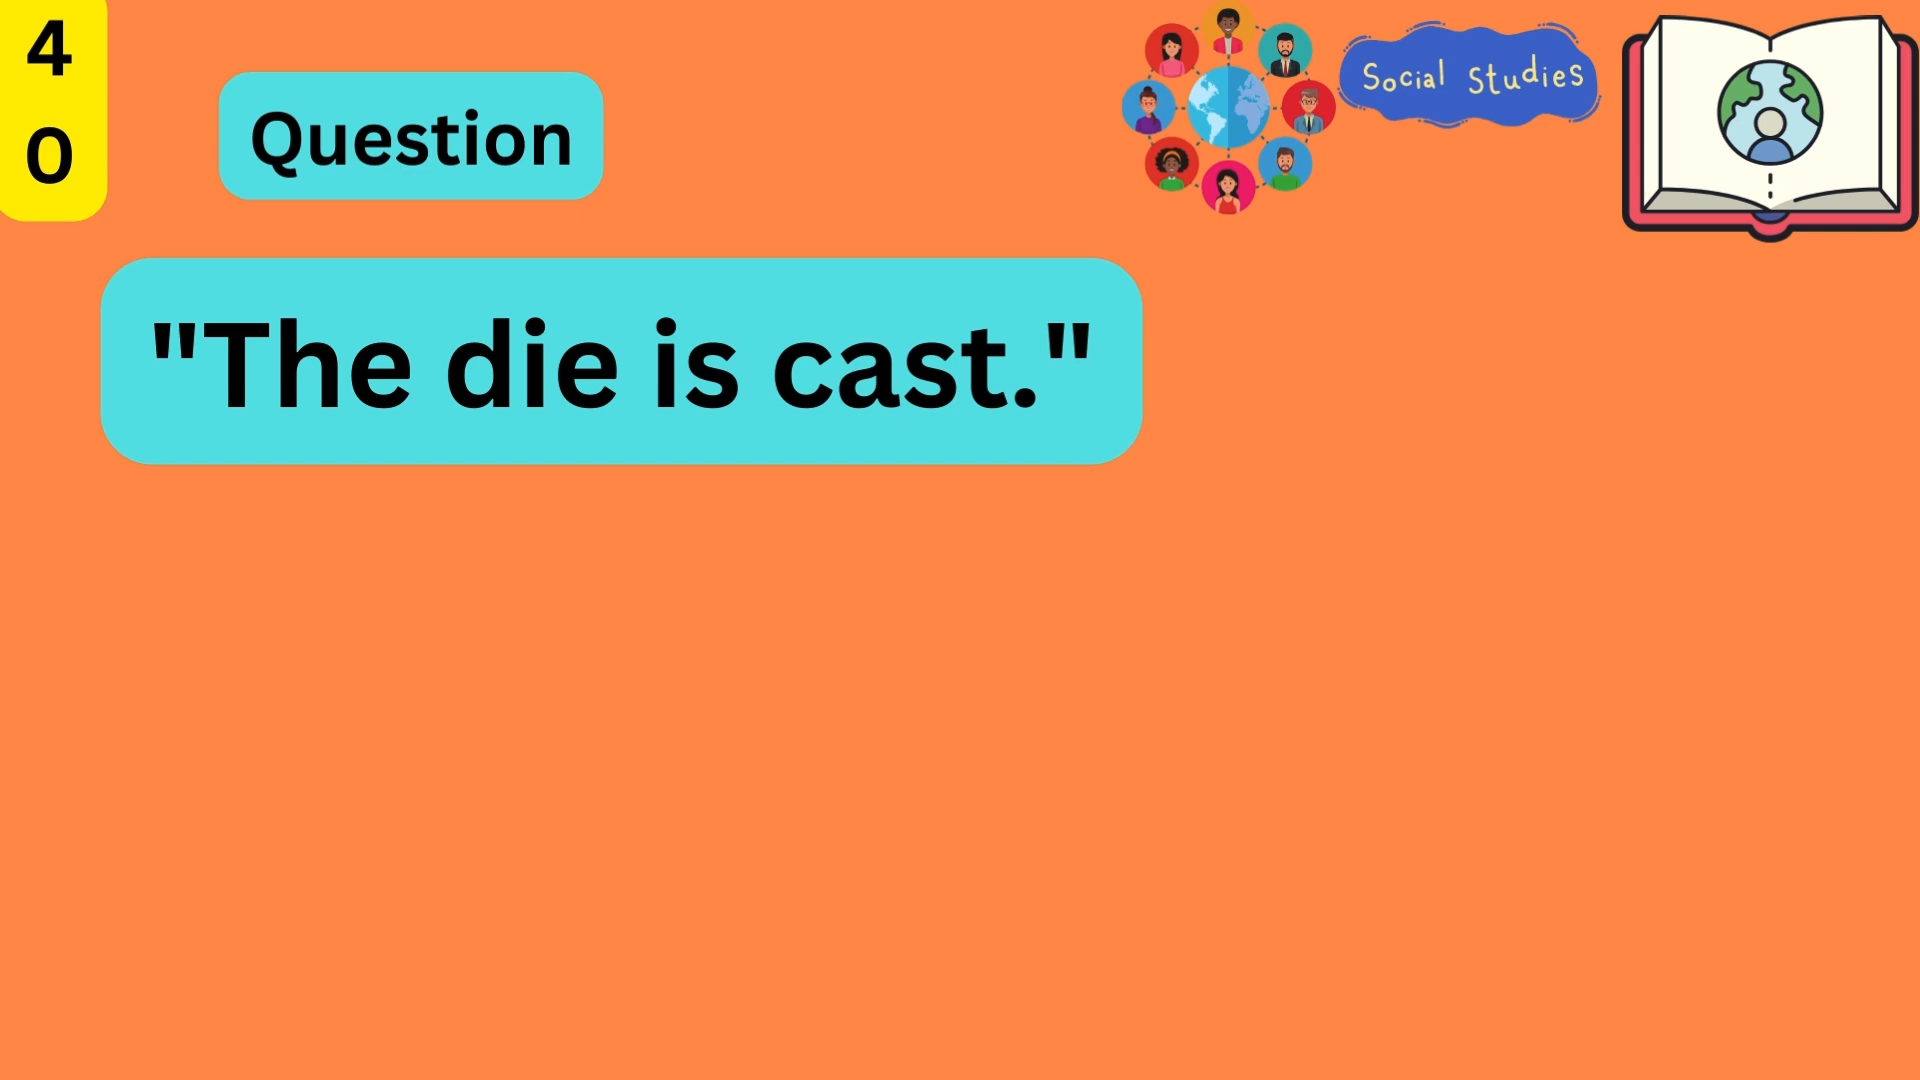 4
0
Question
Social Studies
"The die is cast."